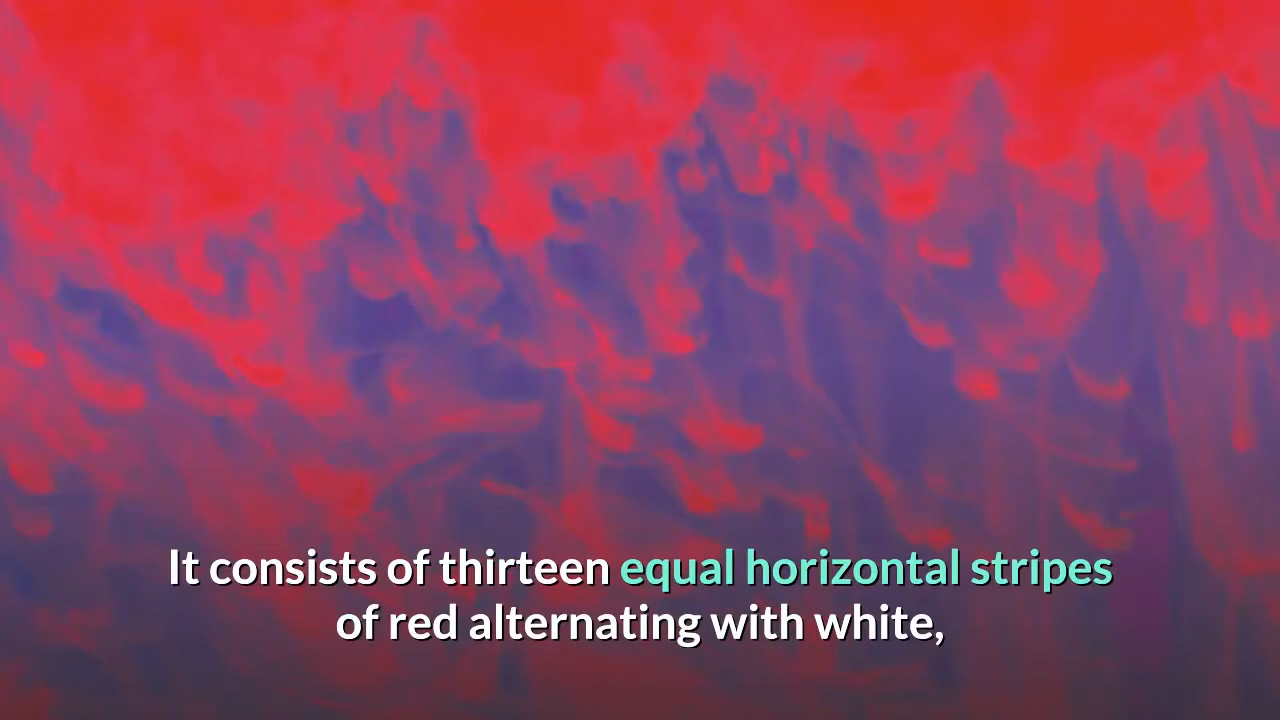 It consists of thirteen equal horizontal stripes
of red alternating with white,